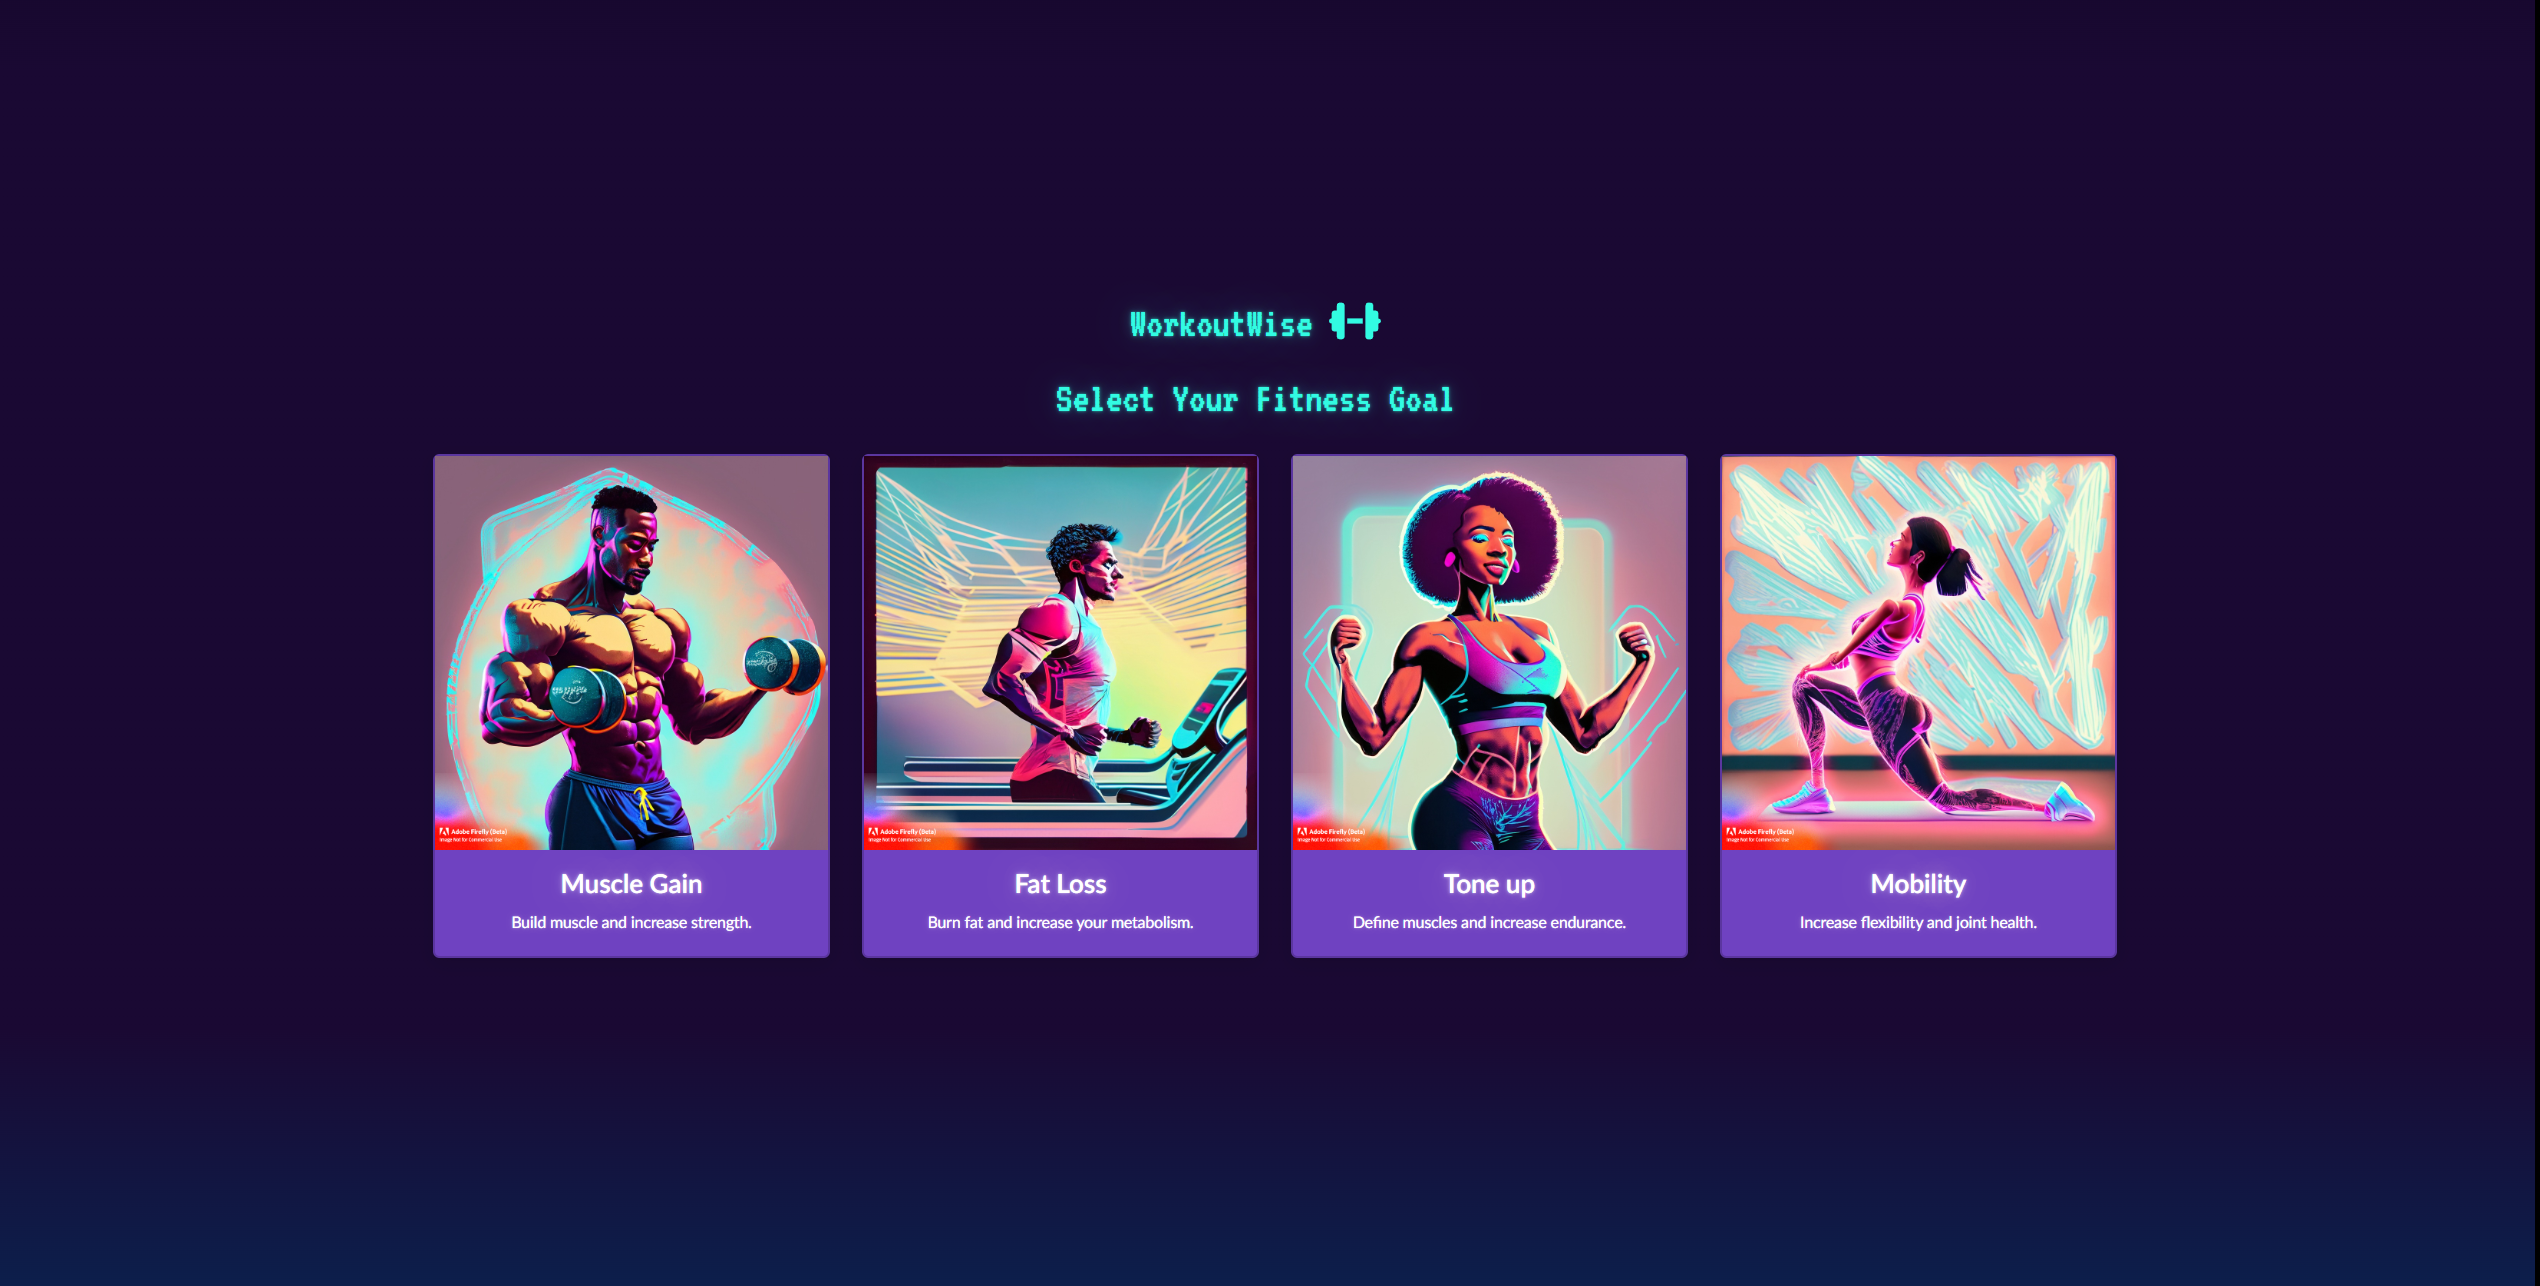 WorkoutWise
Select Your Fitness Goal
Adobe Firefly (Beta)
Image Not for Commercial Use
Adobe Firefly (Beta)
Image Not for Commercial Use
Adobe Firefly (Beta)
Image Not for Commercial Use
Adobe Firefly (Beta)
Image Not for Commercial Use
Muscle Gain
Build muscle and increase strength.
Fat Loss
Burn fat and increase your metabolism.
Tone up
Define muscles and increase endurance.
Mobility
Increase flexibility and joint health.